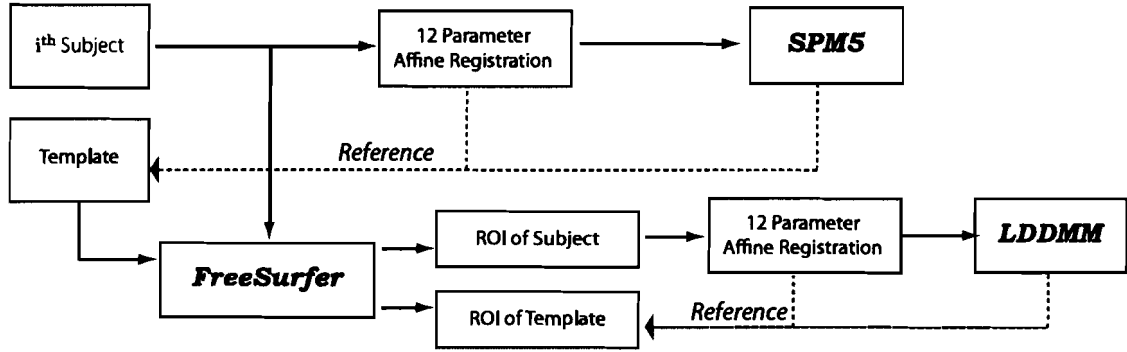 iᵗʰ Subject
12 Parameter
Affine Registration
SPM5
Template
Reference
ROI of Subject
12 Parameter
Affine Registration
LDDMM
FreeSurfer
ROI of Template
Reference